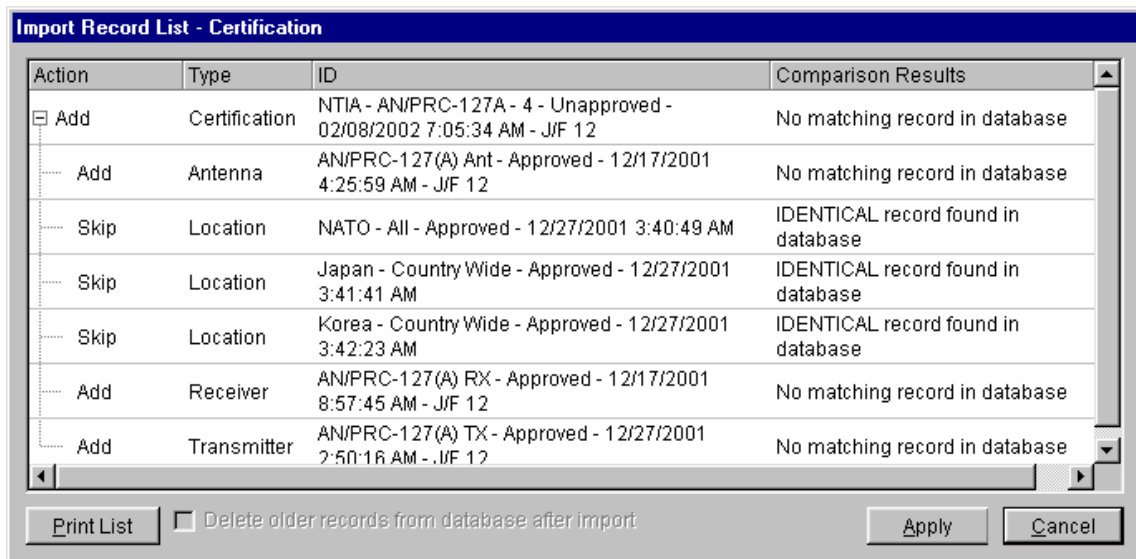 Import Record List - Certification
Action Type ID Comparison Results
Add Certification NTIA - AN/PRC-127A - 4 - Unapproved - No matching record in database
02/08/2002 7:05:34 AM - J/F 12
Add Antenna AN/PRC-127(A) Ant - Approved - 12/17/2001 No matching record in database
4:25:59 AM - J/F 12
Skip Location NATO - All - Approved - 12/27/2001 3:40:49 AM IDENTICAL record found in
database
Skip Location Japan - Country Wide - Approved - 12/27/2001 IDENTICAL record found in
3:41:41 AM database
Skip Location Korea - Country Wide - Approved - 12/27/2001 IDENTICAL record found in
3:42:23 AM database
Add Receiver AN/PRC-127(A) RX - Approved - 12/17/2001 No matching record in database
8:57:45 AM - J/F 12
Add Transmitter AN/PRC-127(A) TX - Approved - 12/27/2001 No matching record in database
2:50:16 AM - J/F 12
Print List Delete older records from database after import Apply Cancel